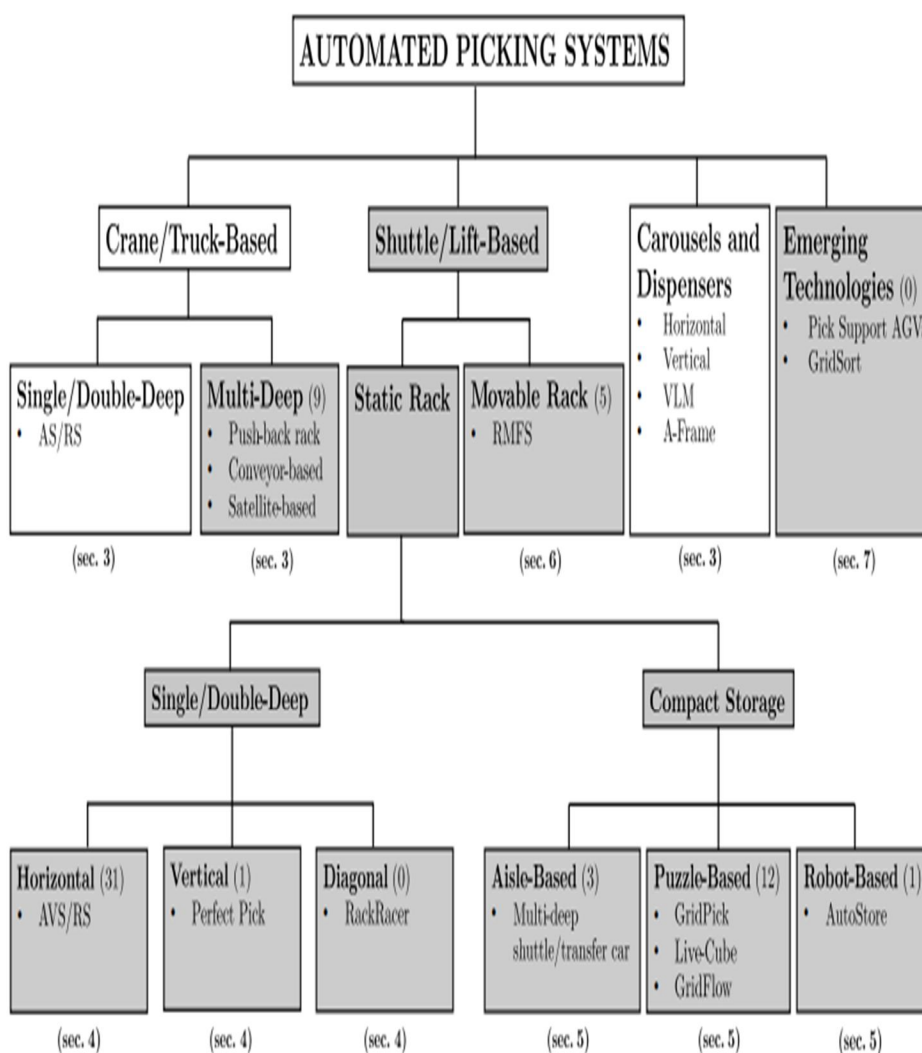 AUTOMATED PICKING SYSTEMS
Crane/Truck-Based
Shuttle/Lift-Based
Carousels and
Dispensers
• Horizontal
• Vertical
• VLM
• A-Frame
Emerging
Technologies (0)
• Pick Support AGV
• GridSort
Single/Double-Deep
• AS/RS
Multi-Deep (9)
• Push-back rack
• Conveyor-based
• Satellite-based
Static Rack
Movable Rack (5)
• RMFS
(sec. 3)
(sec. 3)
(sec. 6)
(sec. 3)
(sec. 7)
Single/Double-Deep
Compact Storage
Horizontal (31)
• AVS/RS
Vertical (1)
• Perfect Pick
Diagonal (0)
• RackRacer
Aisle-Based (3)
• Multi-deep
shuttle/transfer car
Puzzle-Based (12)
• GridPick
• Live-Cube
• GridFlow
Robot-Based (1)
• AutoStore
(sec. 4)
(sec. 4)
(sec. 4)
(sec. 5)
(sec. 5)
(sec. 5)